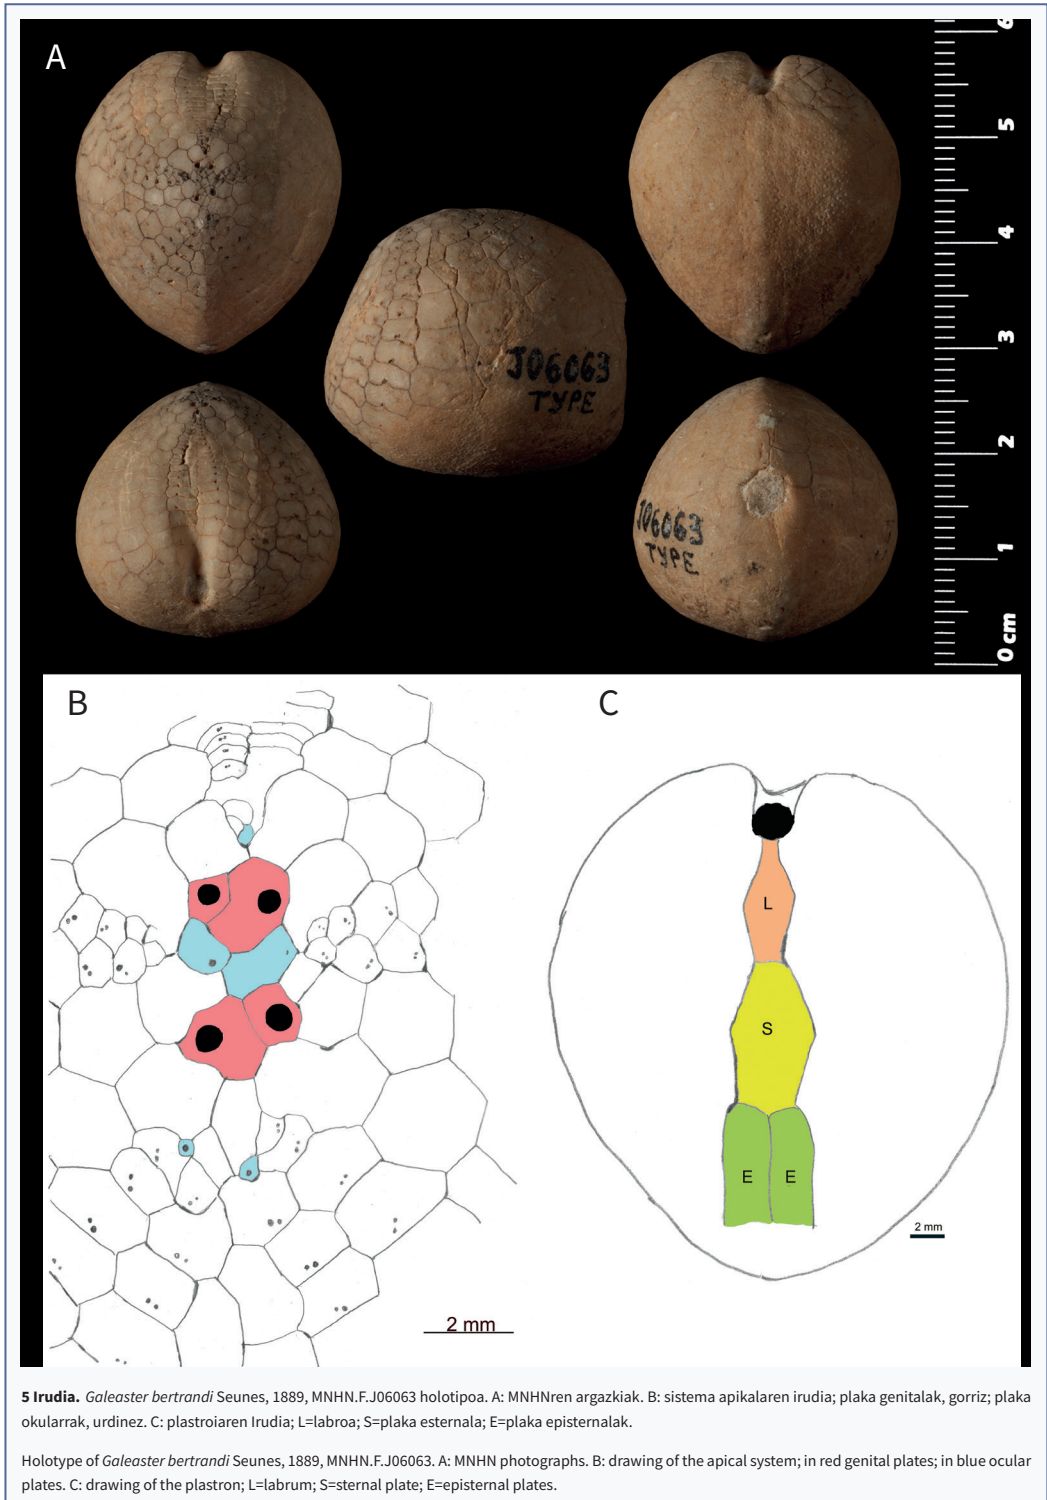 A
6
5
4
3
2
1
0 cm
J06063
TYPE
J06063
TYPE
B
C
L
S
E E
2 mm
2 mm
5 Irudia. Galeaster bertrandi Seunes, 1889, MNHN.F.J06063 holotipoa. A: MNHNren argazkiak. B: sistema apikalaren irudia; plaka genitalak, gorriz; plaka
okularrak, urdinez. C: plastroiaren Irudia; L=labroa; S=plaka esternala; E=plaka episternalak.
Holotype of Galeaster bertrandi Seunes, 1889, MNHN.F.J06063. A: MNHN photographs. B: drawing of the apical system; in red genital plates; in blue ocular
plates. C: drawing of the plastron; L=labrum; S=sternal plate; E=episternal plates.